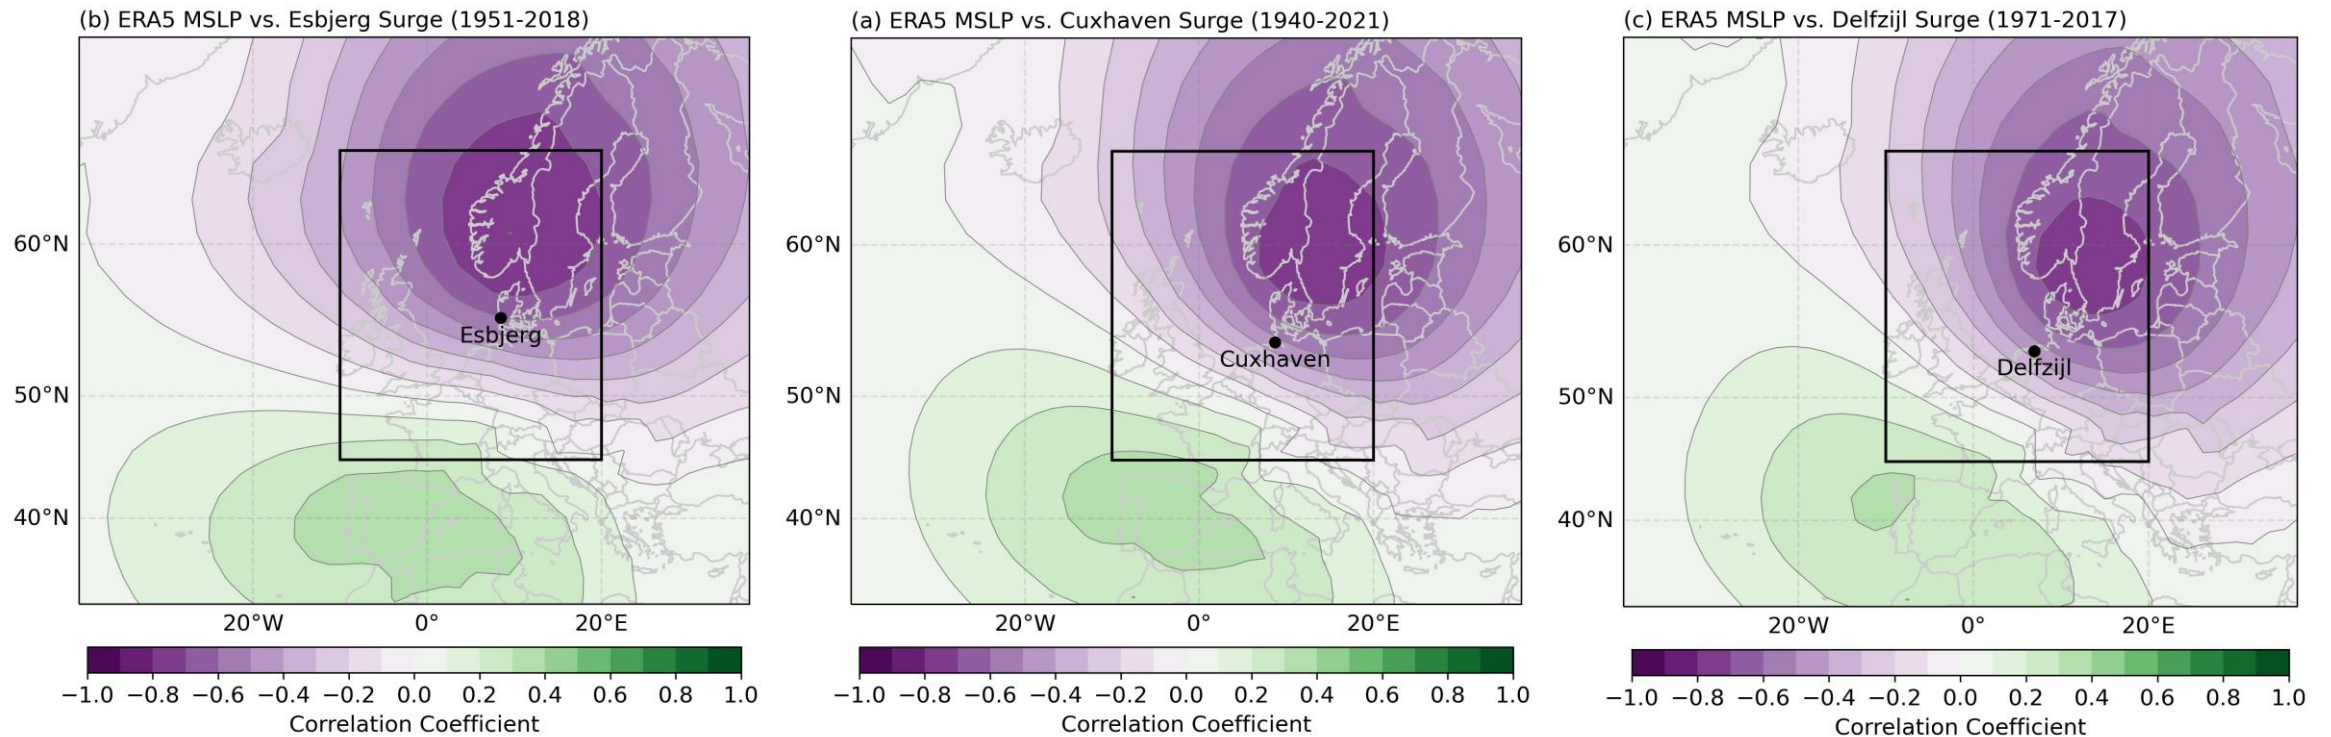 (b) ERA5 MSLP vs. Esbjerg Surge (1951-2018)
60°N
50°N
40°N
Esbjerg
20°W 0° 20°E
−1.0 −0.8 −0.6 −0.4 −0.2 0.0 0.2 0.4 0.6 0.8 1.0
Correlation Coefficient
(a) ERA5 MSLP vs. Cuxhaven Surge (1940-2021)
60°N
50°N
40°N
Cuxhaven
20°W 0° 20°E
−1.0 −0.8 −0.6 −0.4 −0.2 0.0 0.2 0.4 0.6 0.8 1.0
Correlation Coefficient
(c) ERA5 MSLP vs. Delfzijl Surge (1971-2017)
60°N
50°N
40°N
Delfzijl
20°W 0° 20°E
−1.0 −0.8 −0.6 −0.4 −0.2 0.0 0.2 0.4 0.6 0.8 1.0
Correlation Coefficient